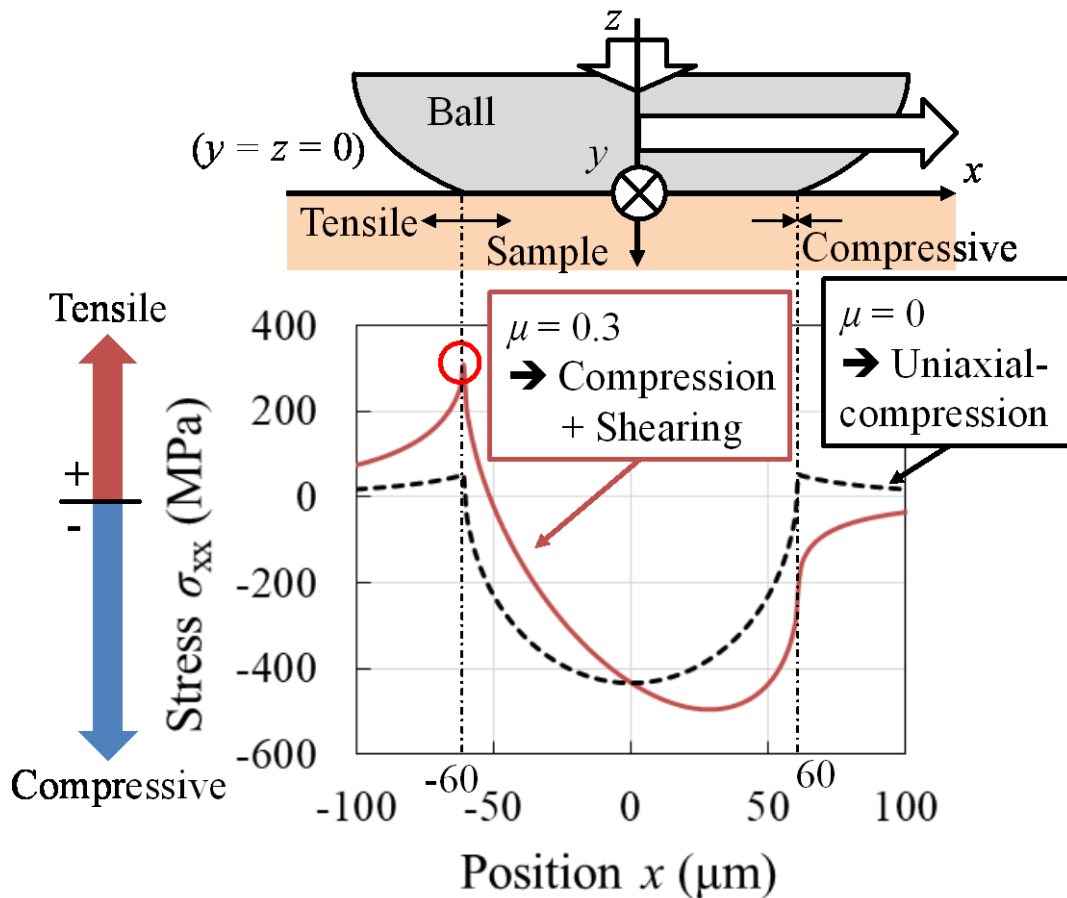 z
Ball
(y = z = 0)
y
x
Tensile
Sample
Compressive
Tensile
+
-
Compressive
μ = 0.3
➔ Compression
+ Shearing
μ = 0
➔ Uniaxial-
compression
Stress σxx (MPa)
400
200
0
-200
-400
-600
-60
60
-100
-50
0
50
100
Position x (μm)